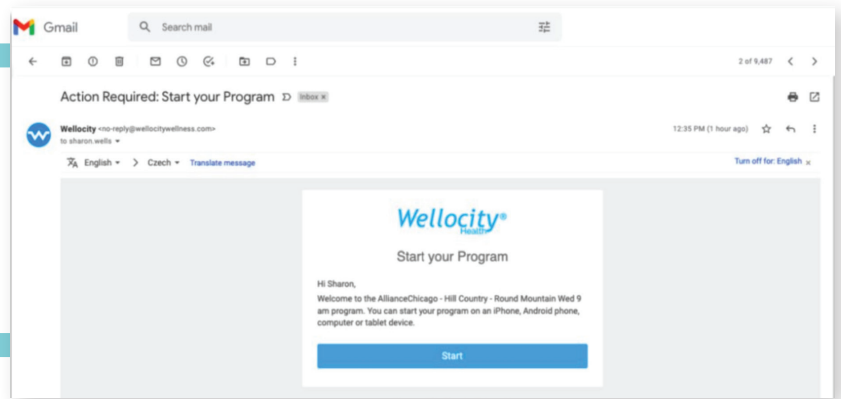 Gmail
Search mail
2 of 9,487
Action Required: Start your Program Inbox x
Wellocity <no-reply@wellocitywellness.com>
12:35 PM (1 hour ago)
to sharon.wells
English > Czech Translate message
Turn off for: English x
Wellocity®
Health
Start your Program
Hi Sharon,
Welcome to the AllianceChicago - Hill Country - Round Mountain Wed 9
am program. You can start your program on an iPhone, Android phone,
computer or tablet device.
Start